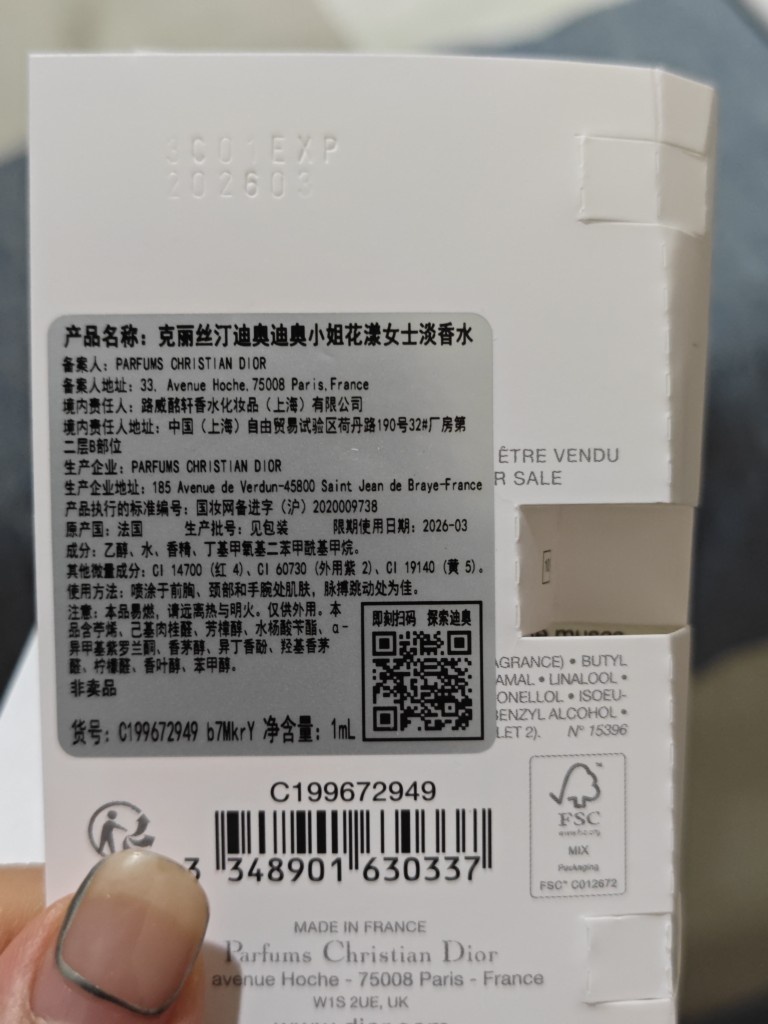 3C01EXP
202603
产品名称：克丽丝汀迪奥迪奥小姐花漾女士淡香水
备案人：PARFUMS CHRISTIAN DIOR
备案人地址：33, Avenue Hoche,75008 Paris,France
境内责任人：路威酩轩香水化妆品（上海）有限公司
境内责任人地址：中国（上海）自由贸易试验区荷丹路190号32#厂房第
二层B部位
生产企业：PARFUMS CHRISTIAN DIOR
生产企业地址：185 Avenue de Verdun-45800 Saint Jean de Braye-France
产品执行的标准编号：国妆网备进字（沪）2020009738
原产国：法国 生产批号：见包装 限期使用日期：2026-03
成分：乙醇、水、香精、丁基甲氧基二苯甲酰基甲烷。
其他微量成分：CI 14700 (红 4)、CI 60730 (外用紫 2)、CI 19140 (黄 5)。
使用方法：喷涂于前胸、颈部和手腕处肌肤，脉搏跳动处为佳。
注意：本品易燃，请远离热与明火。仅供外用。本
品含苧烯、己基肉桂醛、芳樟醇、水杨酸苄酯、α-
异甲基紫罗兰酮、香茅醇、异丁香酚、羟基香茅
醛、柠檬醛、香叶醇、苯甲醇。
非卖品
即刻扫码 探索迪奥
货号：C199672949 b7MkrY 净含量：1mL
ÊTRE VENDU
R SALE
AGRANCE) • BUTYL
AMAL • LINALOOL •
ONELLOL • ISOEU-
BENZYL ALCOHOL •
LET 2). N° 15396
C199672949
3 348901 630337
FSC
www.fsc.org
MIX
Packaging
FSC™ C012672
MADE IN FRANCE
Parfums Christian Dior
avenue Hoche - 75008 Paris - France
W1S 2UE, UK
www.dior.com